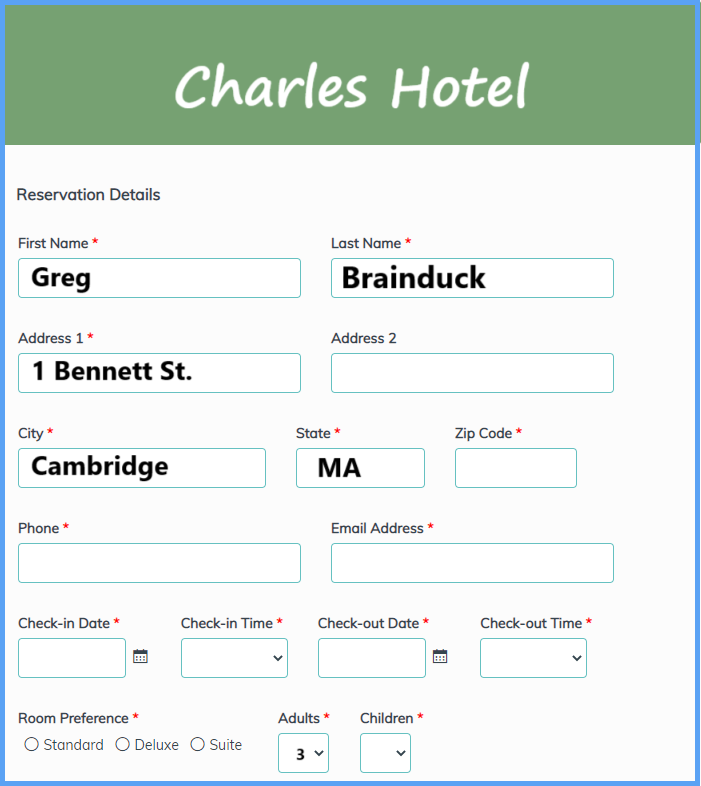 Charles Hotel
Reservation Details
First Name * Last Name *
Greg Brainduck
Address 1 * Address 2
1 Bennett St.
City * State * Zip Code *
Cambridge MA
Phone * Email Address *
Check-in Date * Check-in Time * Check-out Date * Check-out Time *
Room Preference * Adults * Children *
Standard Deluxe Suite 3